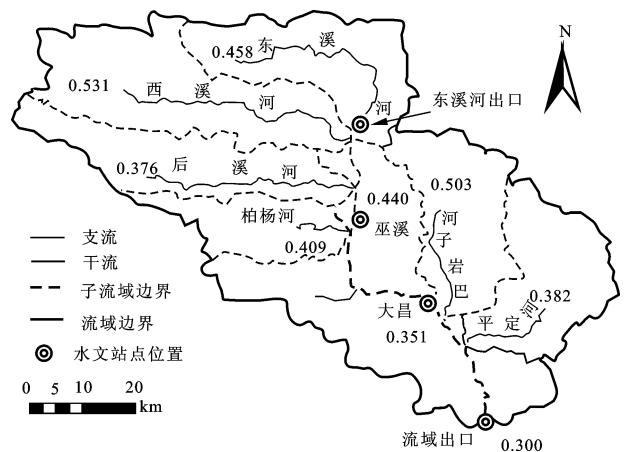 N
0.458
东溪
河
东溪河出口
0.531
西溪河
0.376
后溪河
0.440
0.503
柏杨河
巫溪
0.409
河子岩巴
大昌
0.382
平定河
0.351
支流
干流
子流域边界
流域边界
水文站点位置
0 5 10 20
km
流域出口
0.300